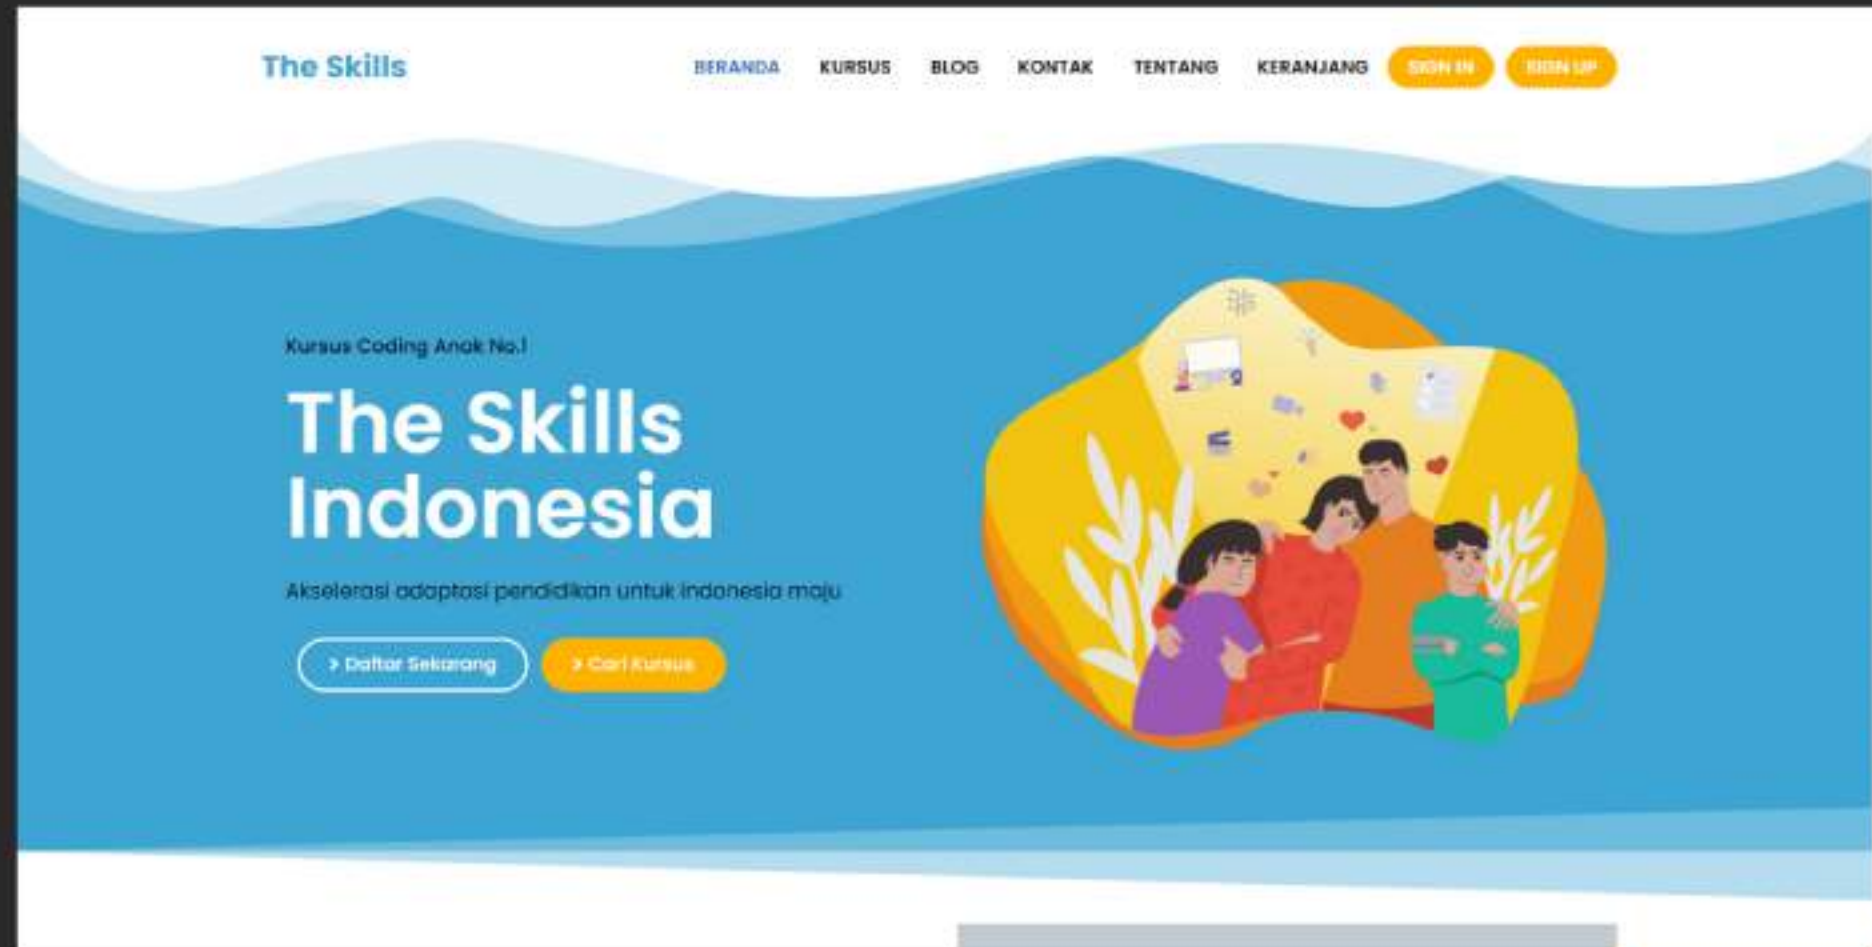 The Skills
BERANDA KURSUS BLOG KONTAK TENTANG KERANJANG SIGN IN SIGN UP
Kursus Coding Anak No.1
The Skills
Indonesia
Akselerasi adaptasi pendidikan untuk indonesia maju
> Daftar Sekarang > Cari Kursus